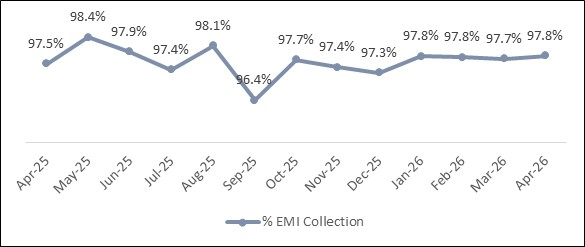 97.5%
98.4%
97.9%
97.4%
98.1%
96.4%
97.7%
97.4%
97.3%
97.8%
97.8%
97.7%
97.8%
Apr-25
May-25
Jun-25
Jul-25
Aug-25
Sep-25
Oct-25
Nov-25
Dec-25
Jan-26
Feb-26
Mar-26
Apr-26
% EMI Collection